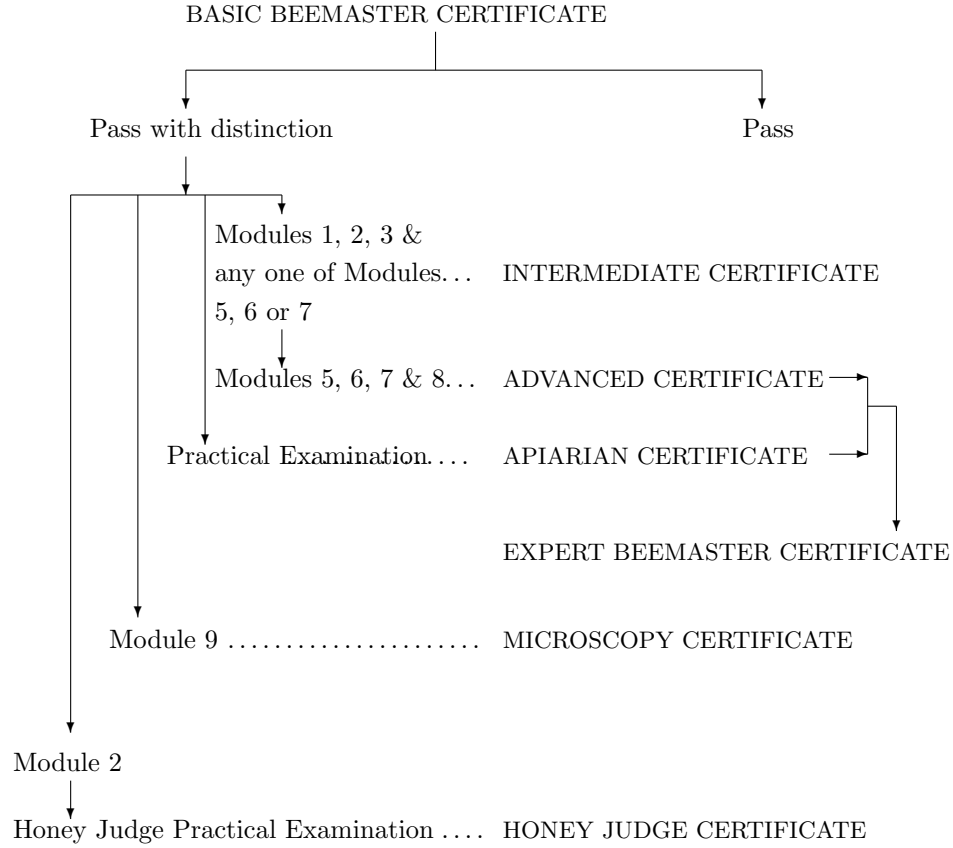 BASIC BEEMASTER CERTIFICATE
Pass with distinction Pass
Modules 1, 2, 3 &
any one of Modules... INTERMEDIATE CERTIFICATE
5, 6 or 7
Modules 5, 6, 7 & 8... ADVANCED CERTIFICATE
Practical Examination.... APIARIAN CERTIFICATE
EXPERT BEEMASTER CERTIFICATE
Module 9 ...................... MICROSCOPY CERTIFICATE
Module 2
Honey Judge Practical Examination .... HONEY JUDGE CERTIFICATE